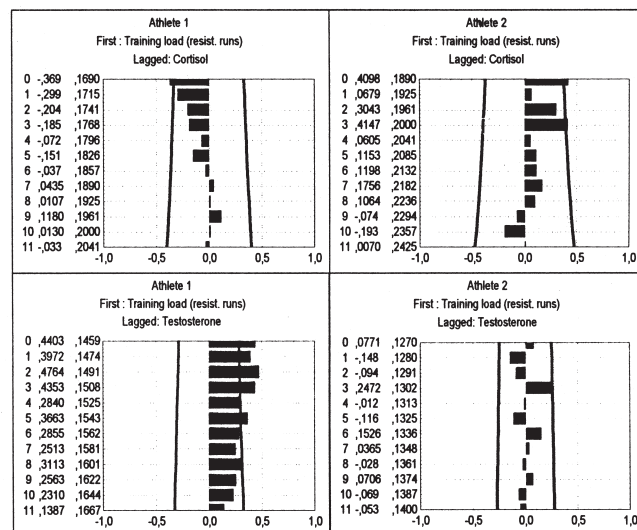 Athlete 1
First : Training load (resist. runs)
Lagged: Cortisol
0 -,369 ,1690
1 -,299 ,1715
2 -,204 ,1741
3 -,185 ,1768
4 -,072 ,1796
5 -,151 ,1826
6 -,037 ,1857
7 ,0435 ,1890
8 ,0107 ,1925
9 ,1180 ,1961
10 ,0130 ,2000
11 -,033 ,2041
-1,0 -0,5 0,0 0,5 1,0
Athlete 2
First : Training load (resist. runs)
Lagged: Cortisol
0 ,4098 ,1890
1 ,0679 ,1925
2 ,3043 ,1961
3 ,4147 ,2000
4 ,0605 ,2041
5 ,1153 ,2085
6 ,1198 ,2132
7 ,1756 ,2182
8 ,1064 ,2236
9 -,074 ,2294
10 -,193 ,2357
11 ,0070 ,2425
-1,0 -0,5 0,0 0,5 1,0
Athlete 1
First : Training load (resist. runs)
Lagged: Testosterone
0 ,4403 ,1459
1 ,3972 ,1474
2 ,4764 ,1491
3 ,4353 ,1508
4 ,2840 ,1525
5 ,3663 ,1543
6 ,2855 ,1562
7 ,2513 ,1581
8 ,3113 ,1601
9 ,2563 ,1622
10 ,2310 ,1644
11 ,1387 ,1667
-1,0 -0,5 0,0 0,5 1,0
Athlete 2
First : Training load (resist. runs)
Lagged: Testosterone
0 ,0771 ,1270
1 -,148 ,1280
2 -,094 ,1291
3 ,2472 ,1302
4 -,012 ,1313
5 -,116 ,1325
6 ,1526 ,1336
7 ,0365 ,1348
8 -,028 ,1361
9 ,0706 ,1374
10 -,069 ,1387
11 -,053 ,1400
-1,0 -0,5 0,0 0,5 1,0